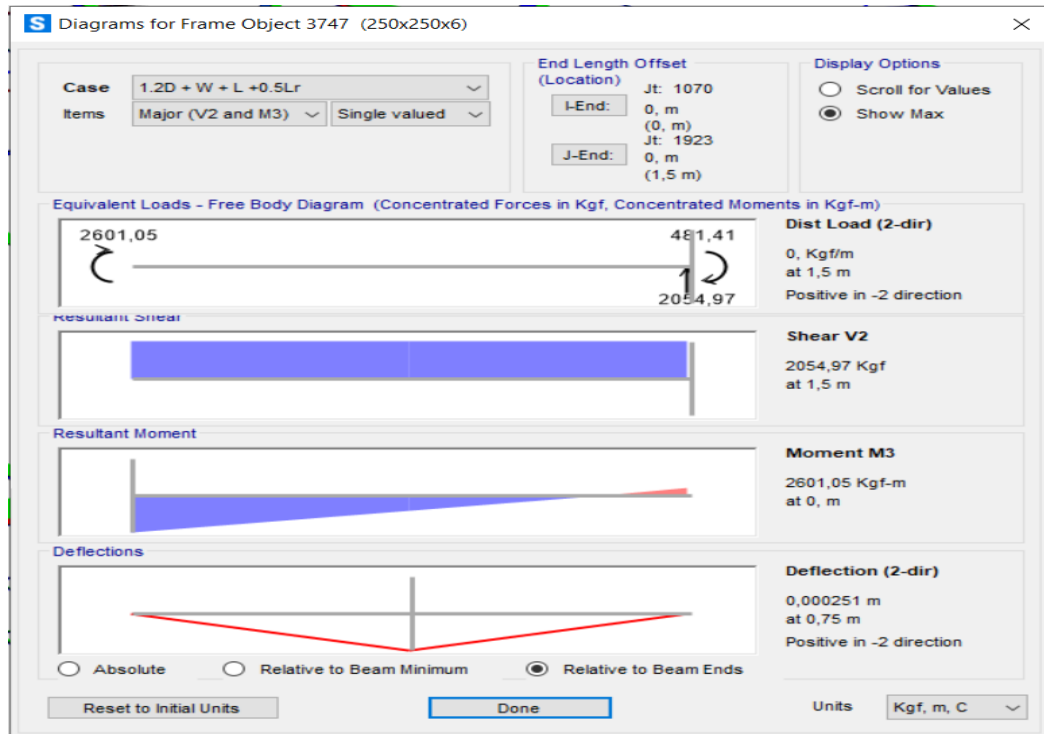 S Diagrams for Frame Object 3747 (250x250x6)
Case 1.2D + W + L +0.5Lr
Items Major (V2 and M3) Single valued
End Length Offset
(Location)
I-End:
Jt: 1070
0, m
(0, m)
J-End:
Jt: 1923
0, m
(1,5 m)
Display Options
Scroll for Values
Show Max
Equivalent Loads - Free Body Diagram (Concentrated Forces in Kgf, Concentrated Moments in Kgf-m)
2601,05
481,41
2054,97
Dist Load (2-dir)
0, Kgf/m
at 1,5 m
Positive in -2 direction
Resultant Shear
Shear V2
2054,97 Kgf
at 1,5 m
Resultant Moment
Moment M3
2601,05 Kgf-m
at 0, m
Deflections
Deflection (2-dir)
0,000251 m
at 0,75 m
Positive in -2 direction
Absolute Relative to Beam Minimum Relative to Beam Ends
Reset to Initial Units Done Units Kgf, m, C